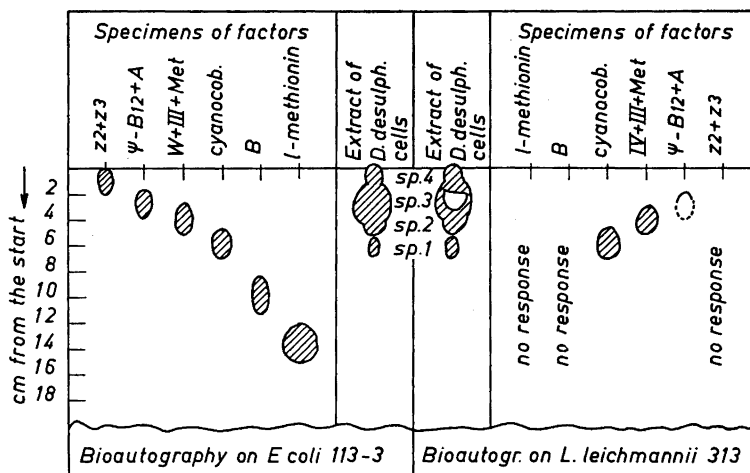 Specimens of factors
z2+z3
Ψ-B12+A
W+III+Met
cyanocob.
B
l-methionin
Extract of
D.desulph.
cells
Extract of
D.desulph.
cells
Specimens of factors
l-methionin
B
cyanocob.
IV+III+Met
Ψ-B12+A
z2+z3
cm from the start
2
4
6
8
10
12
14
16
18
sp.4
sp.3
sp.2
sp.1
no response
no response
no response
Bioautography on E coli 113-3
Bioautogr. on L. leichmannii 313